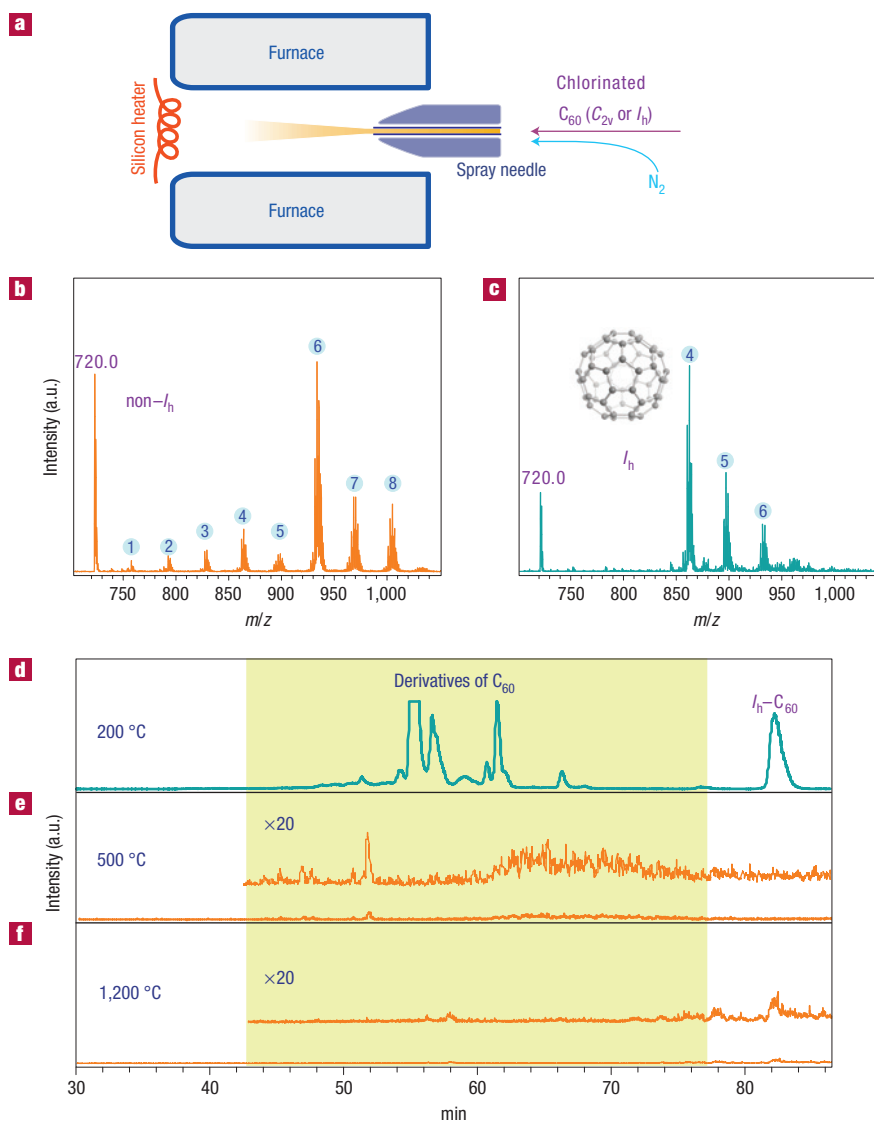 a
Furnace
Silicon heater
Chlorinated
C₆₀ (C₂ᵥ or Iₕ)
Spray needle
N₂
Furnace
b
720.0
non–Iₕ
1
2
3
4
5
6
7
8
Intensity (a.u.)
750
800
850
900
950
1,000
m/z
c
720.0
Iₕ
4
5
6
750
800
850
900
950
1,000
m/z
d
Derivatives of C₆₀
200 °C
Iₕ–C₆₀
e
×20
500 °C
Intensity (a.u.)
f
×20
1,200 °C
30
40
50
60
70
80
min